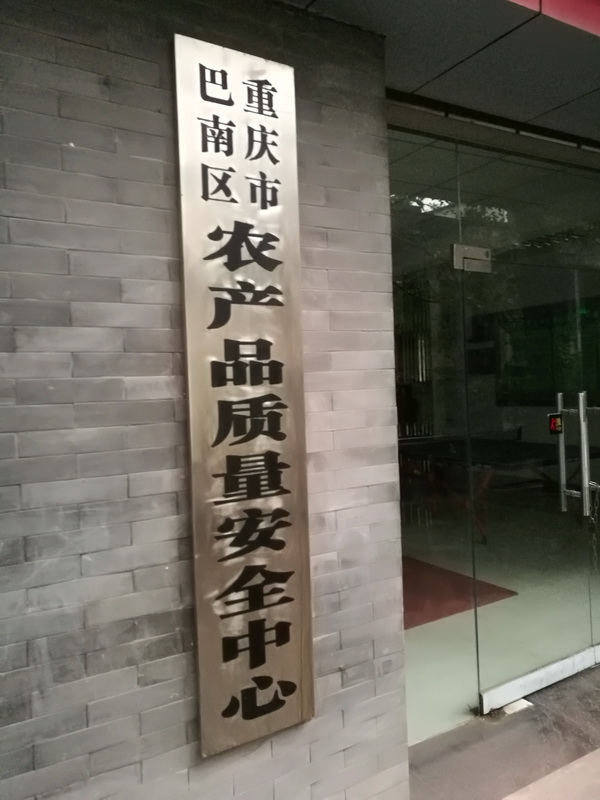 重庆市
巴南区
农产品质量安全中心